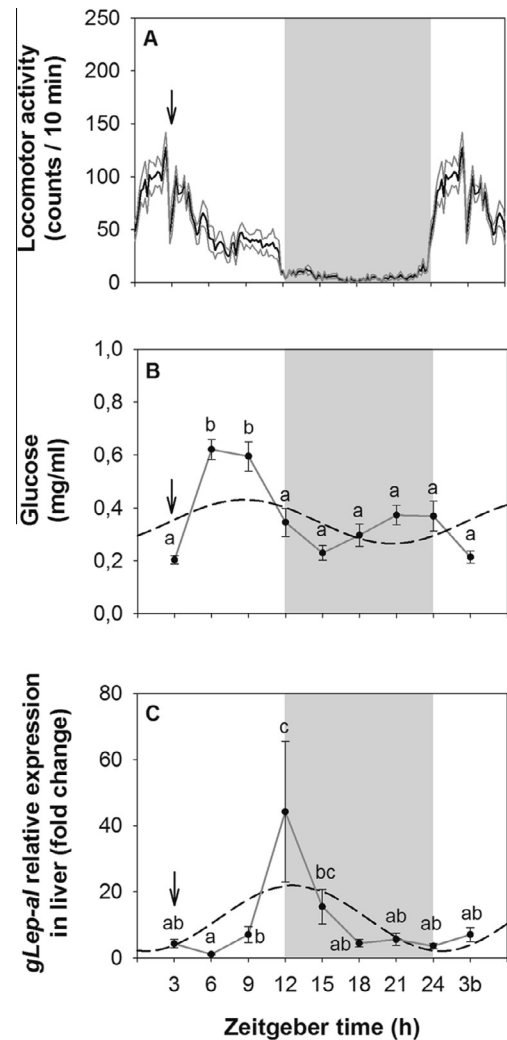 A
Locomotor activity
(counts / 10 min)
250
200
150
100
50
0
B
Glucose
(mg/ml)
1,0
0,8
0,6
0,4
0,2
0,0
a
b
b
a
a
a
a
a
a
C
gLep-aI relative expression
in liver (fold change)
80
60
40
20
0
ab
a
b
c
bc
ab
ab
ab
ab
3 6 9 12 15 18 21 24 3b
Zeitgeber time (h)